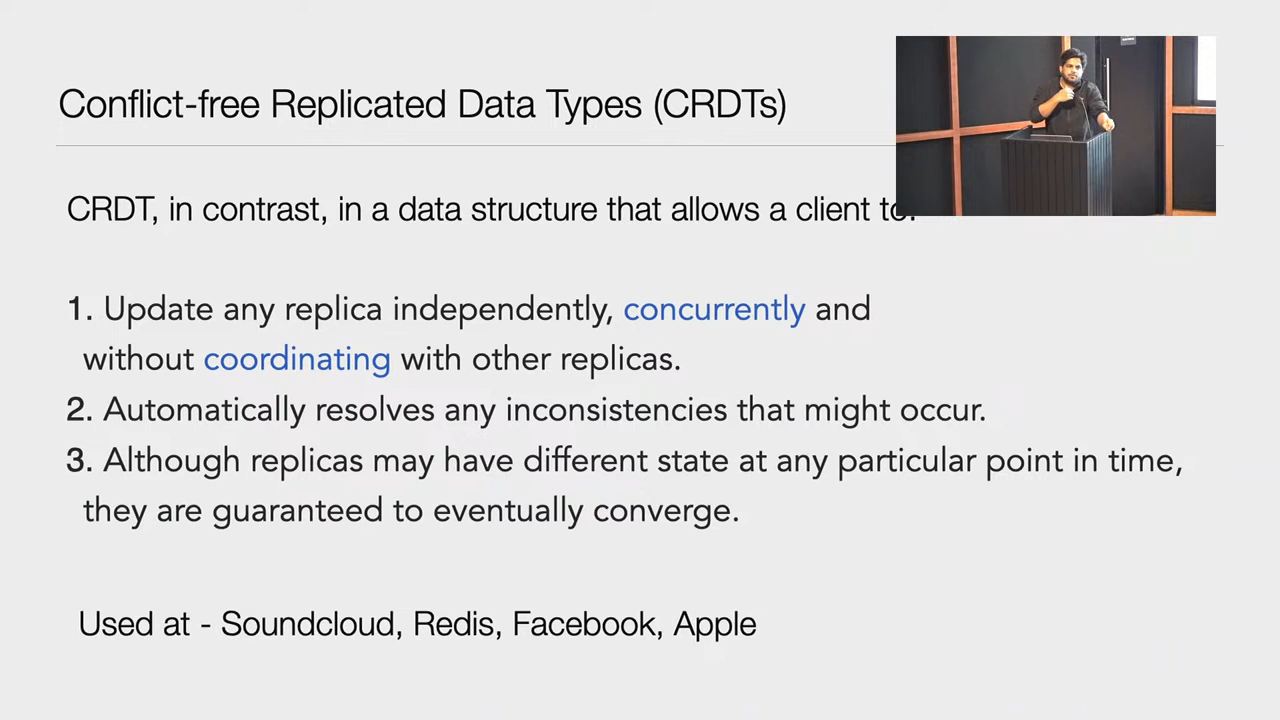 Conflict-free Replicated Data Types (CRDTs)
CRDT, in contrast, in a data structure that allows a client to:
1. Update any replica independently, concurrently and
without coordinating with other replicas.
2. Automatically resolves any inconsistencies that might occur.
3. Although replicas may have different state at any particular point in time,
they are guaranteed to eventually converge.
Used at - Soundcloud, Redis, Facebook, Apple